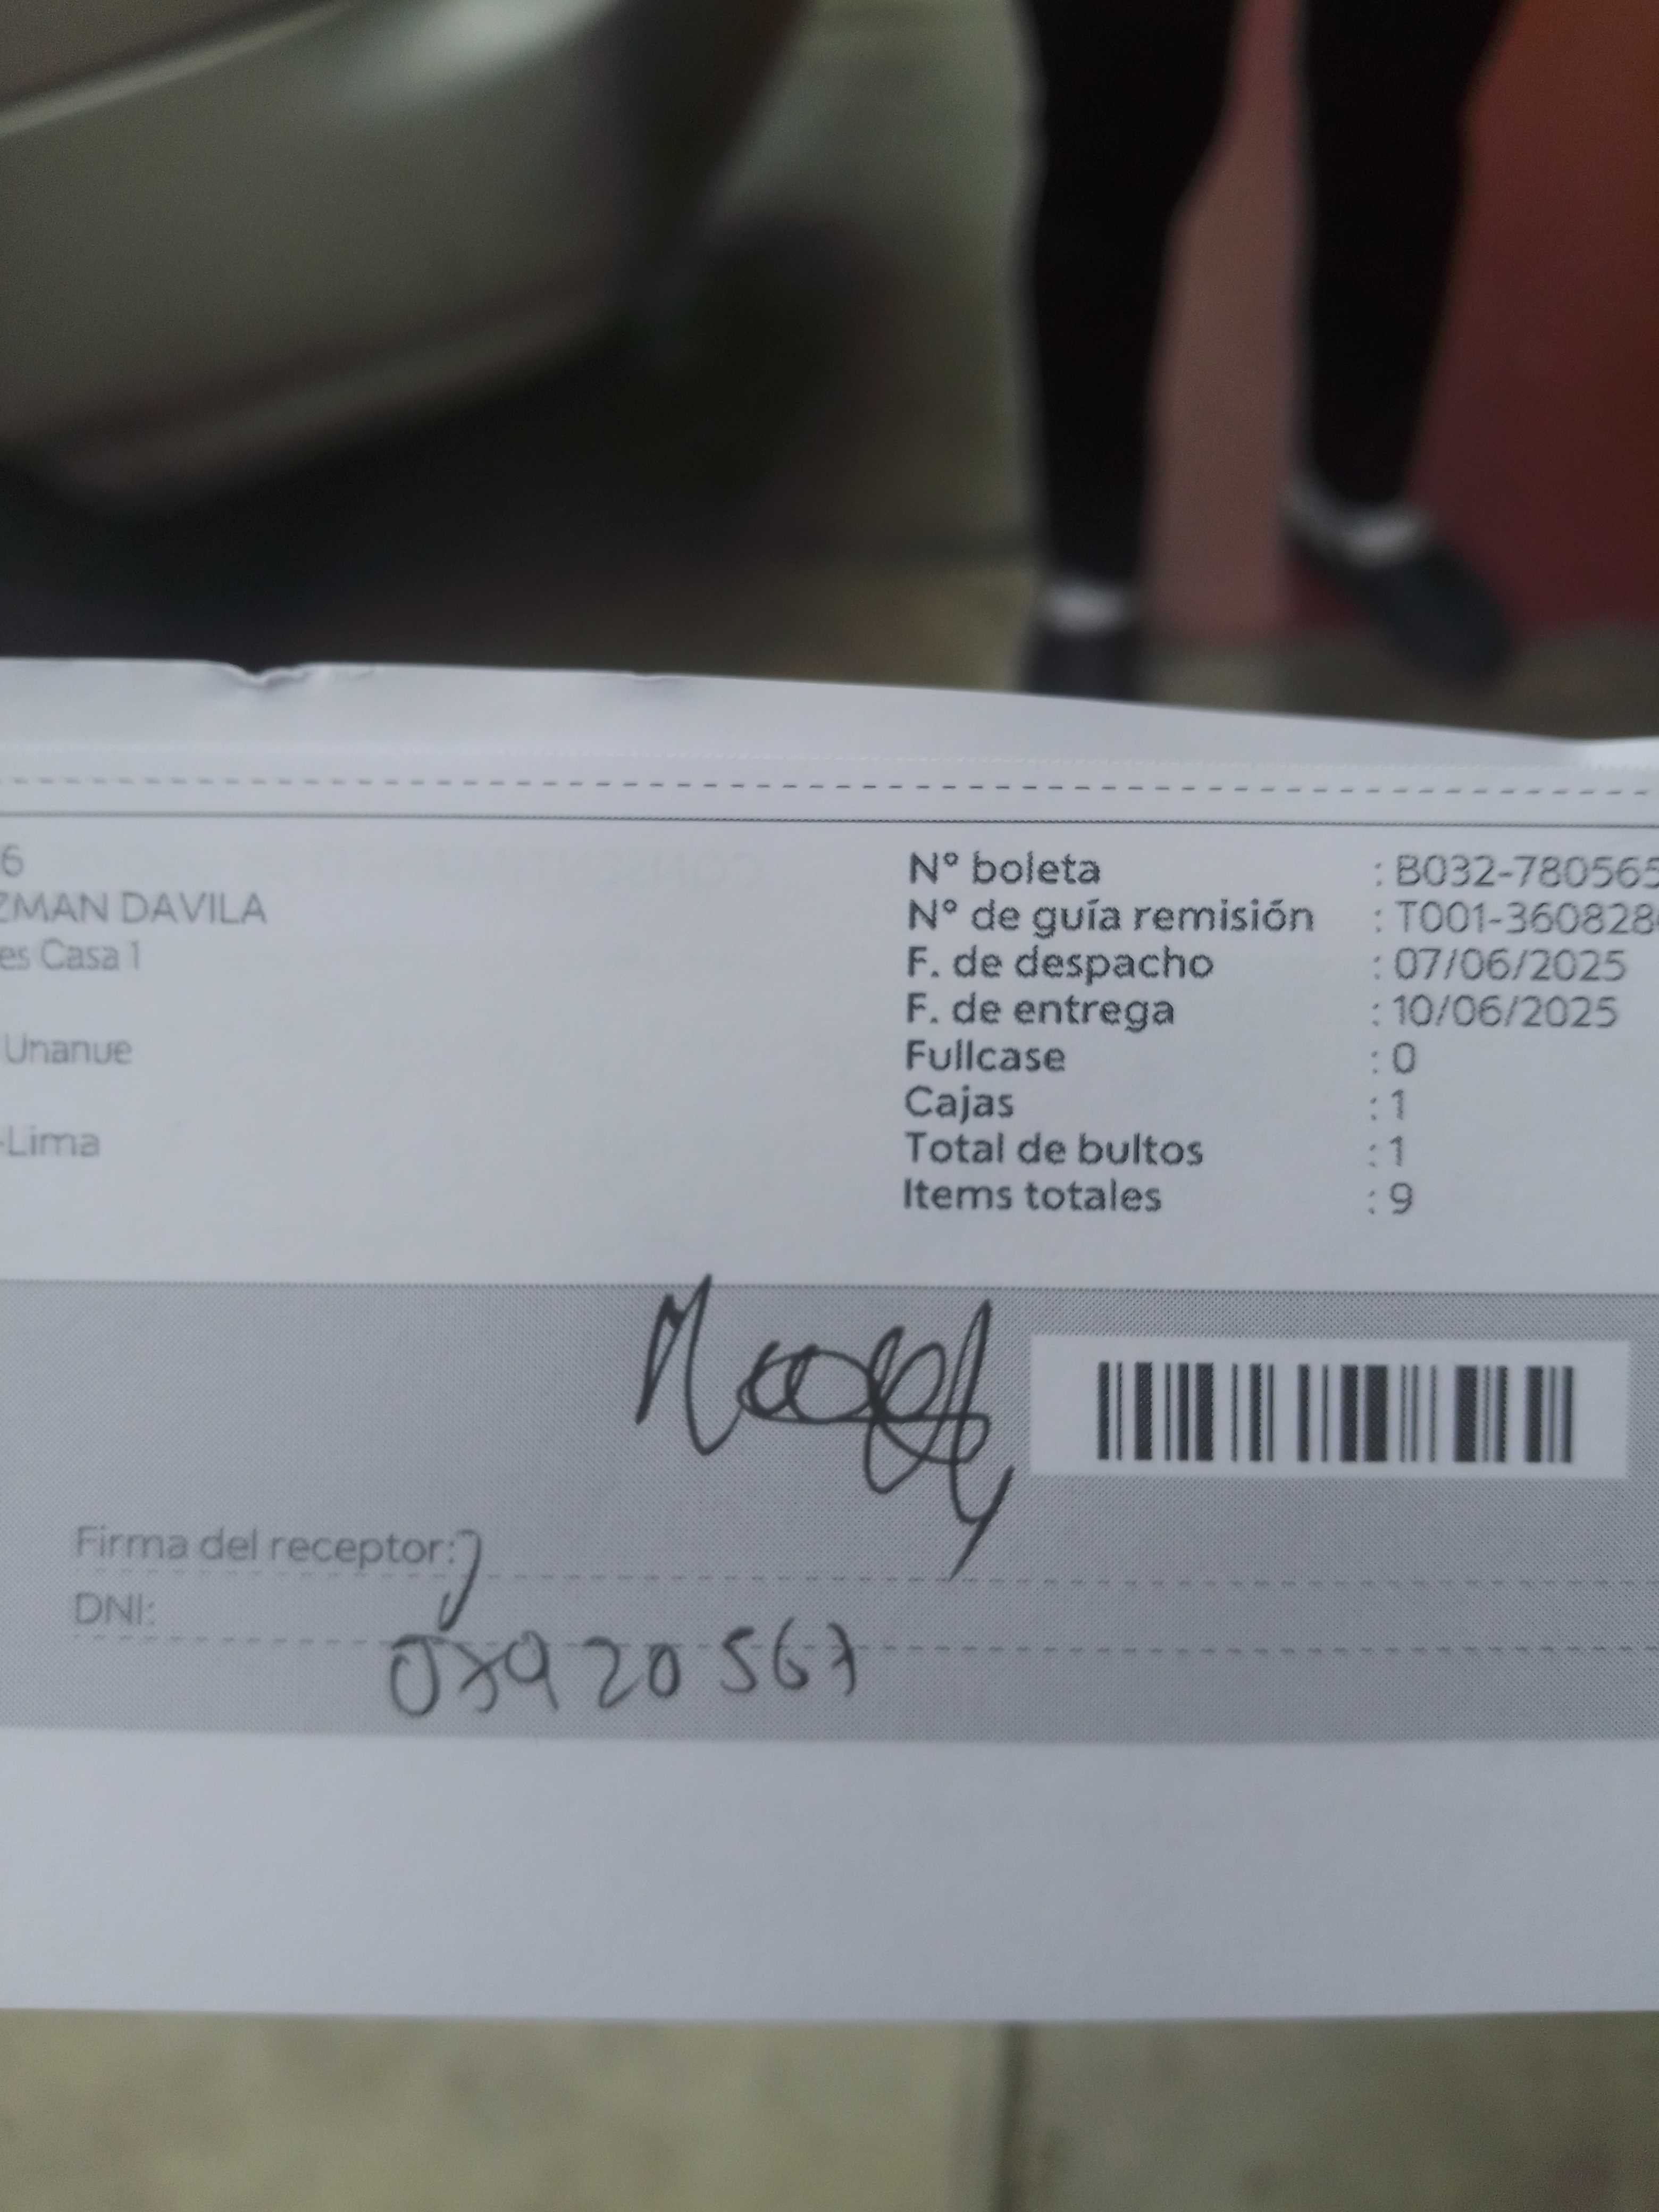 6
ZMAN DAVILA
es Casa 1
Unanue
-Lima
N° boleta : B032-780565
N° de guía remisión : T001-360828
F. de despacho : 07/06/2025
F. de entrega : 10/06/2025
Fullcase : 0
Cajas : 1
Total de bultos : 1
Items totales : 9
Firma del receptor:
DNI: